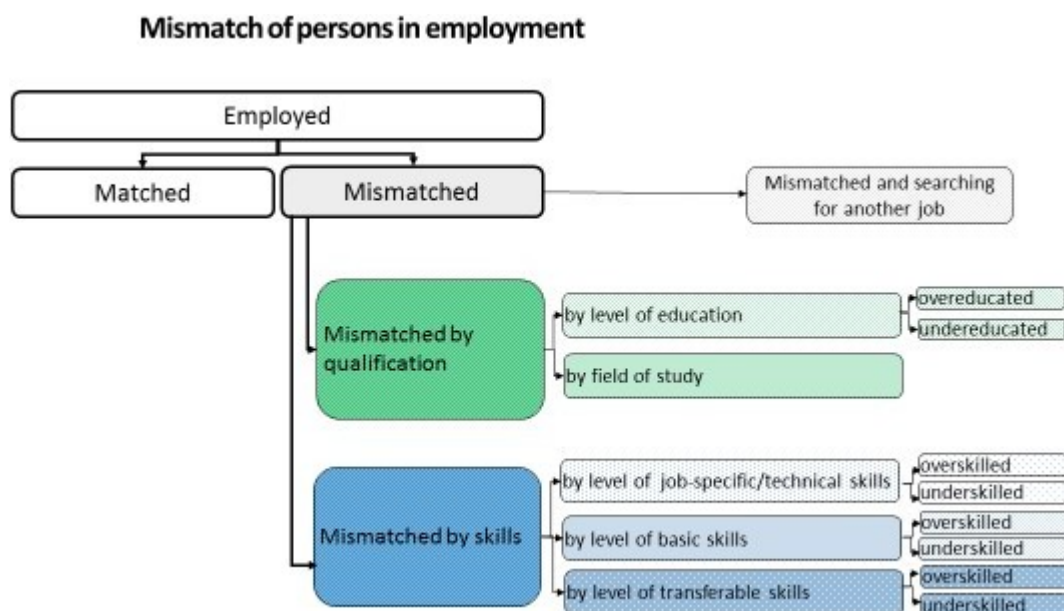 Mismatch of persons in employment
Employed
Matched
Mismatched
Mismatched and searching
for another job
Mismatched by
qualification
by level of education
overeducated
undereducated
by field of study
Mismatched by skills
by level of job-specific/technical skills
overskilled
underskilled
by level of basic skills
overskilled
underskilled
by level of transferable skills
overskilled
underskilled